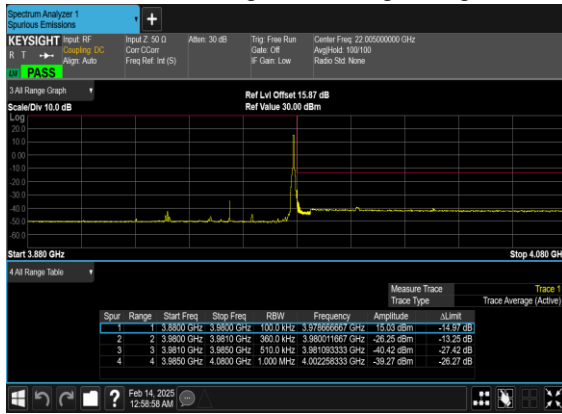 Spectrum Analyzer 1
Spurious Emissions
KEYSIGHT Input: RF Input Z: 50 Ω Atten: 30 dB Trig: Free Run Center Freq: 22.005000000 GHz
R T Coupling: DC Corr CCorr Gate: Off Avg|Hold: 100/100
Align: Auto Freq Ref: Int (S) IF Gain: Low Radio Std: None
PASS
3 All Range Graph
Ref Lvl Offset 15.87 dB
Scale/Div 10.0 dB Ref Value 30.00 dBm
Log
20.0
10.0
0.00
-10.0
-20.0
-30.0
-40.0
-50.0
-60.0
Start 3.880 GHz Stop 4.080 GH
4 All Range Table
Measure Trace Trace 1
Trace Type Trace Average (Active)
Spur Range Start Freq Stop Freq RBW Frequency Amplitude ΔLimit
1 1 3.8800 GHz 3.9800 GHz 100.0 kHz 3.978666667 GHz 15.03 dBm -14.97 dB
2 2 3.9800 GHz 3.9810 GHz 360.0 kHz 3.980011667 GHz -26.25 dBm -13.25 dB
3 3 3.9810 GHz 3.9850 GHz 510.0 kHz 3.981093333 GHz -40.42 dBm -27.42 dB
4 4 3.9850 GHz 4.0800 GHz 1.000 MHz 4.002258333 GHz -39.27 dBm -26.27 dB
? Feb 14, 2025
12:58:58 AM